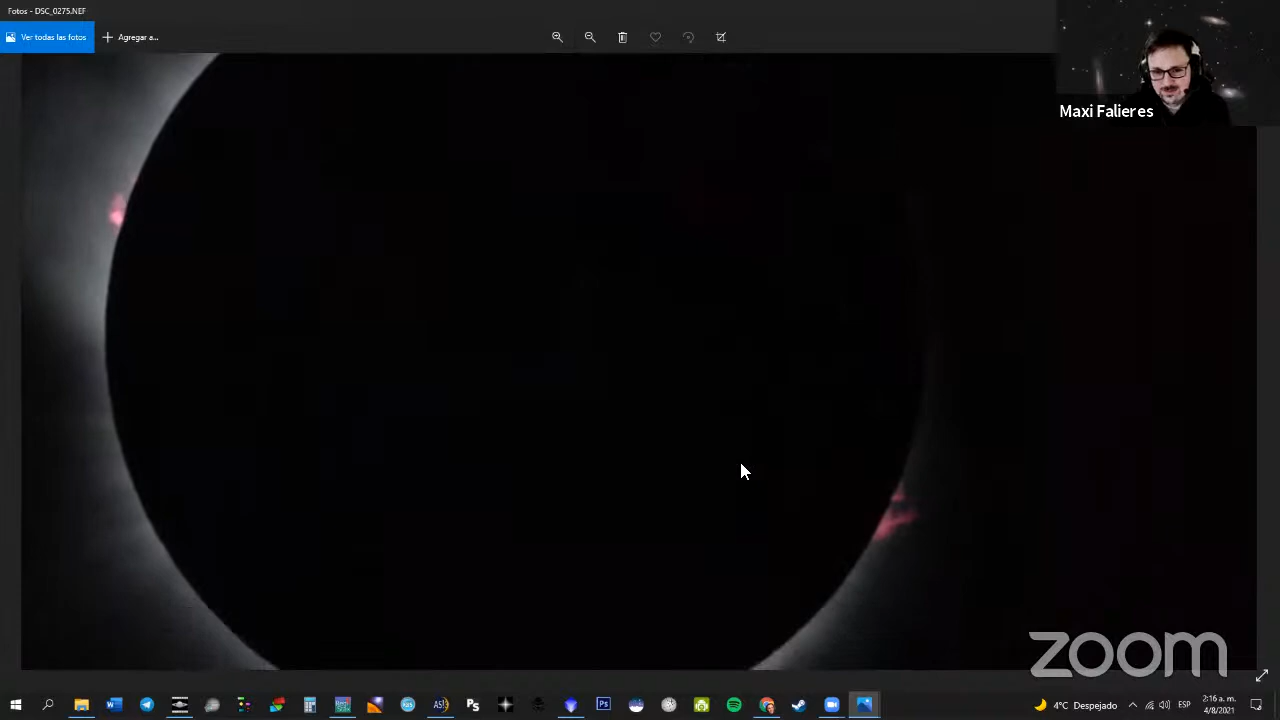 Fotos - DSC_0275.NEF
Ver todas las fotos
Agregar a...
Maxi Falieres
zoom
4°C Despejado
ESP
2:16 a. m.
4/8/2021